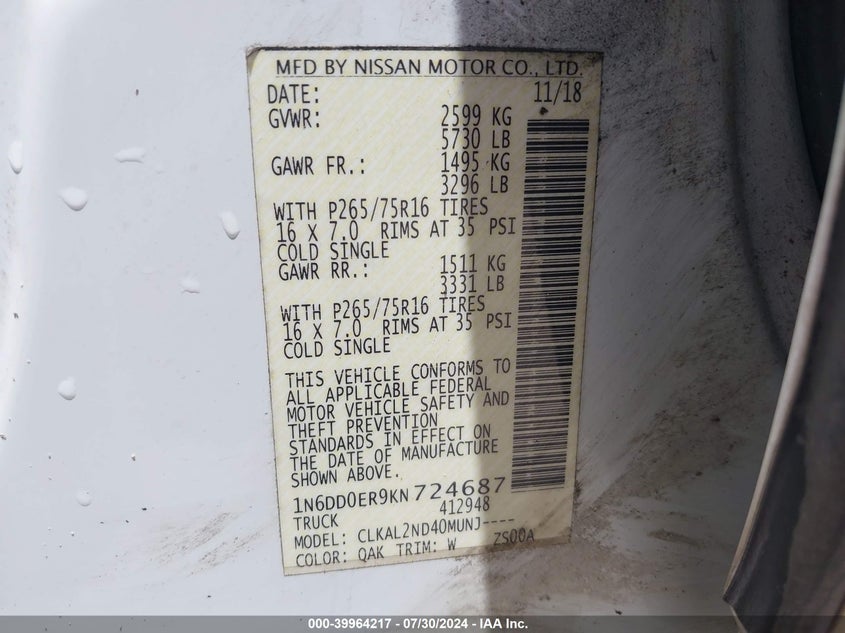 MFD BY NISSAN MOTOR CO., LTD.
DATE: 11/18
GVWR: 2599 KG
5730 LB
GAWR FR.: 1495 KG
3296 LB
WITH P265/75R16 TIRES
16 X 7.0 RIMS AT 35 PSI
COLD SINGLE
GAWR RR.: 1511 KG
3331 LB
WITH P265/75R16 TIRES
16 X 7.0 RIMS AT 35 PSI
COLD SINGLE
THIS VEHICLE CONFORMS TO
ALL APPLICABLE FEDERAL
MOTOR VEHICLE SAFETY AND
THEFT PREVENTION
STANDARDS IN EFFECT ON
THE DATE OF MANUFACTURE
SHOWN ABOVE.
1N6DD0ER9KN724687
TRUCK 412948
MODEL: CLKAL2ND40MUNJ----
COLOR: QAK TRIM: W ZS00A
000-39964217 - 07/30/2024 - IAA Inc.